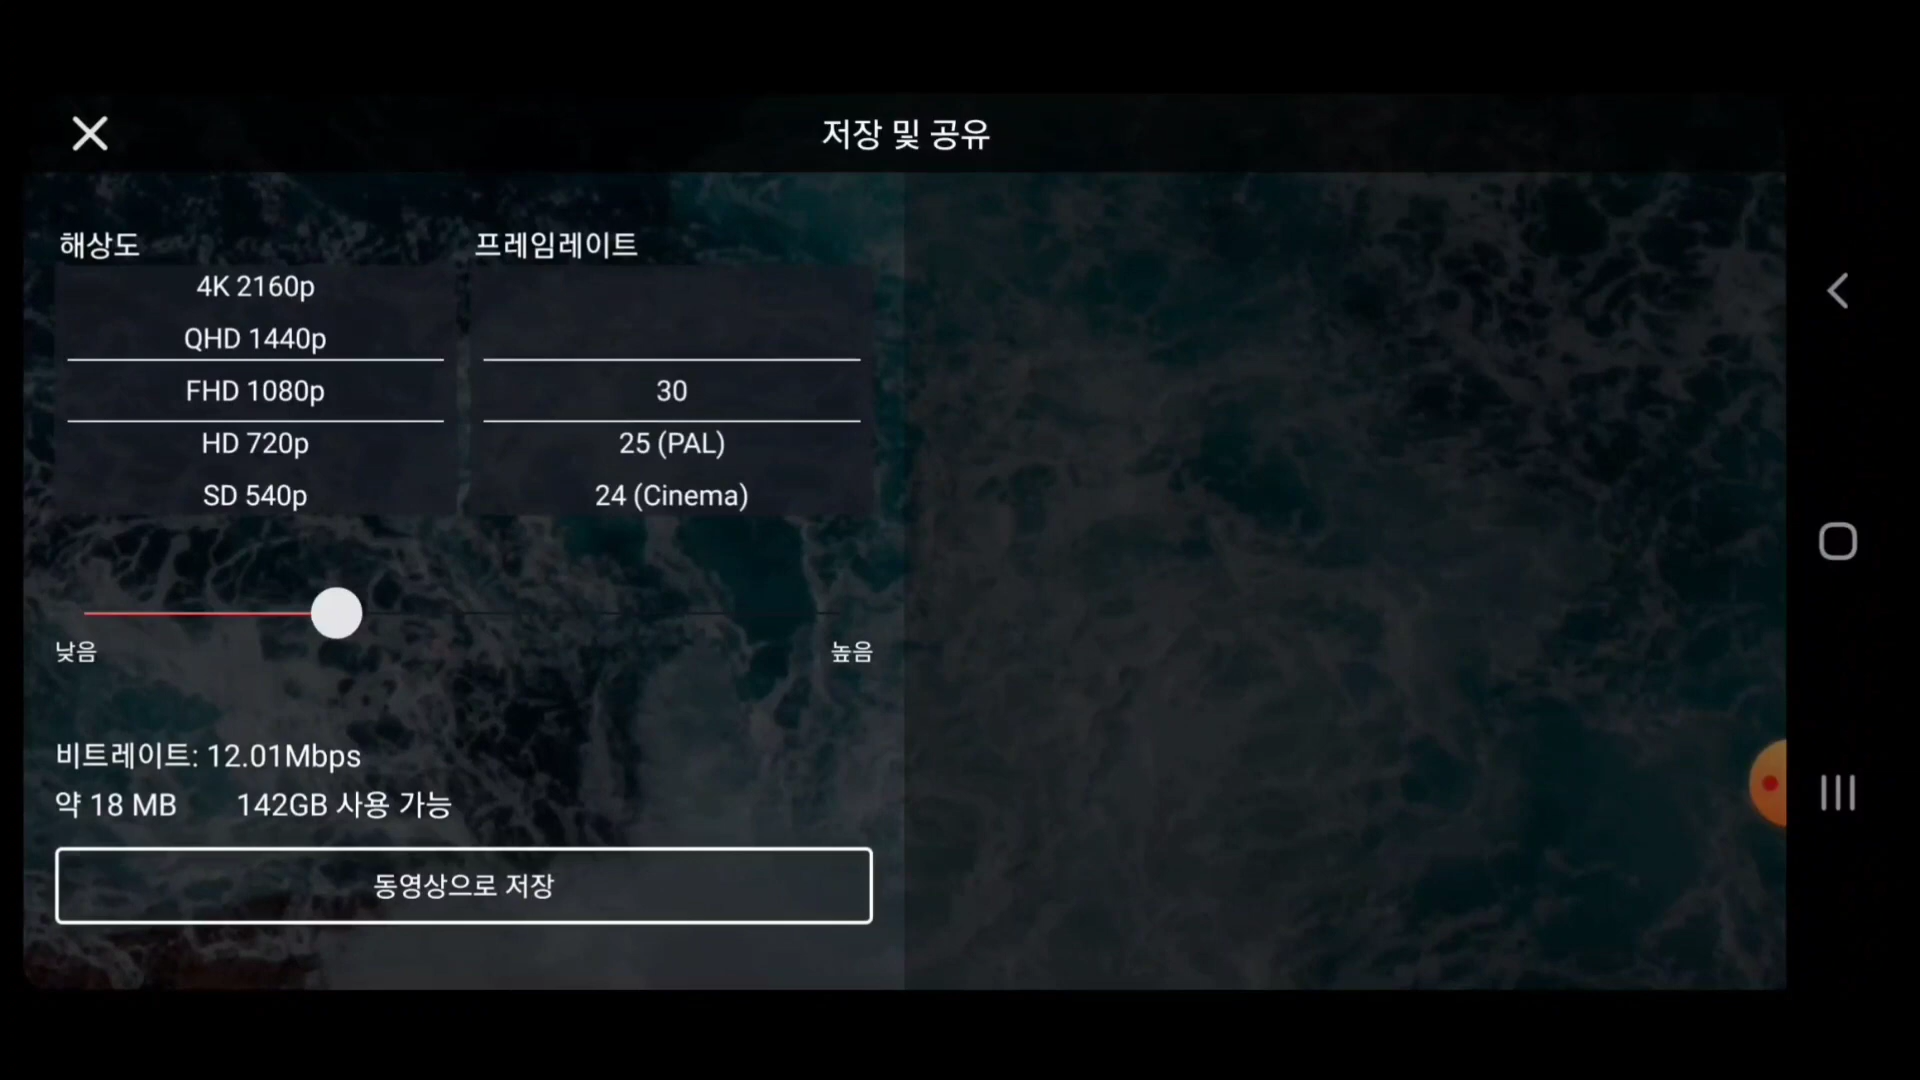 저장 및 공유
해상도
4K 2160p
QHD 1440p
FHD 1080p
HD 720p
SD 540p
프레임레이트
30
25 (PAL)
24 (Cinema)
낮음
높음
비트레이트: 12.01Mbps
약 18 MB 142GB 사용 가능
동영상으로 저장